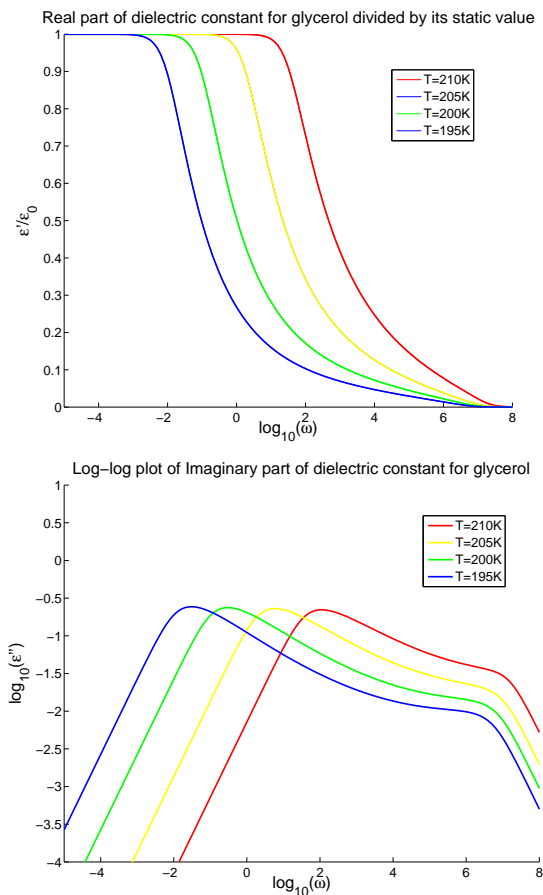 Real part of dielectric constant for glycerol divided by its static value
1
0.9
0.8
0.7
0.6
0.5
0.4
0.3
0.2
0.1
0
ε'/ε0
T=210K
T=205K
T=200K
T=195K
−4 −2 0 2 4 6 8
log10(ω)
Log−log plot of Imaginary part of dielectric constant for glycerol
1
0.5
0
−0.5
−1
−1.5
−2
−2.5
−3
−3.5
−4
log10(ε'')
T=210K
T=205K
T=200K
T=195K
−4 −2 0 2 4 6 8
log10(ω)